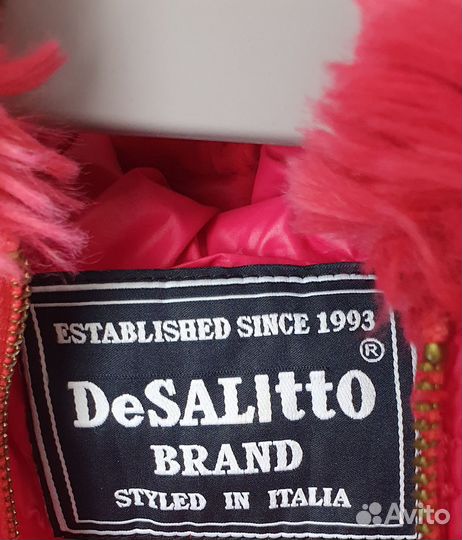 ESTABLISHED SINCE 1993
DeSALIttO®
BRAND
STYLED IN ITALIA
Avito